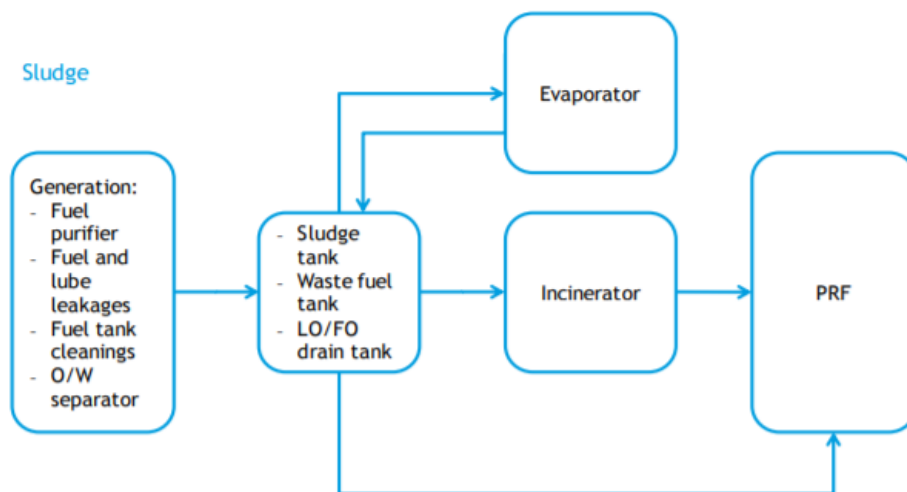 Sludge
Evaporator
Generation:
- Fuel
purifier
- Fuel and
lube
leakages
- Fuel tank
cleanings
- O/W
separator
- Sludge
tank
- Waste fuel
tank
- LO/FO
drain tank
Incinerator
PRF